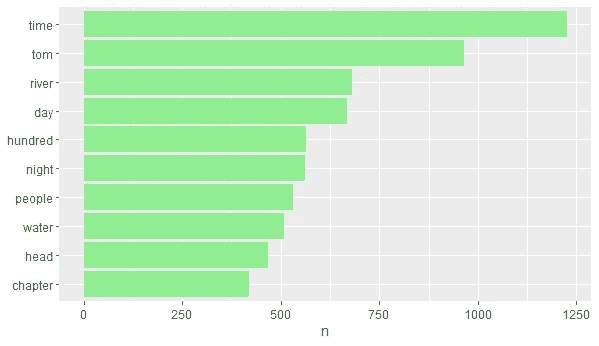 time
tom
river
day
hundred
night
people
water
head
chapter
0 250 500 750 1000 1250
n